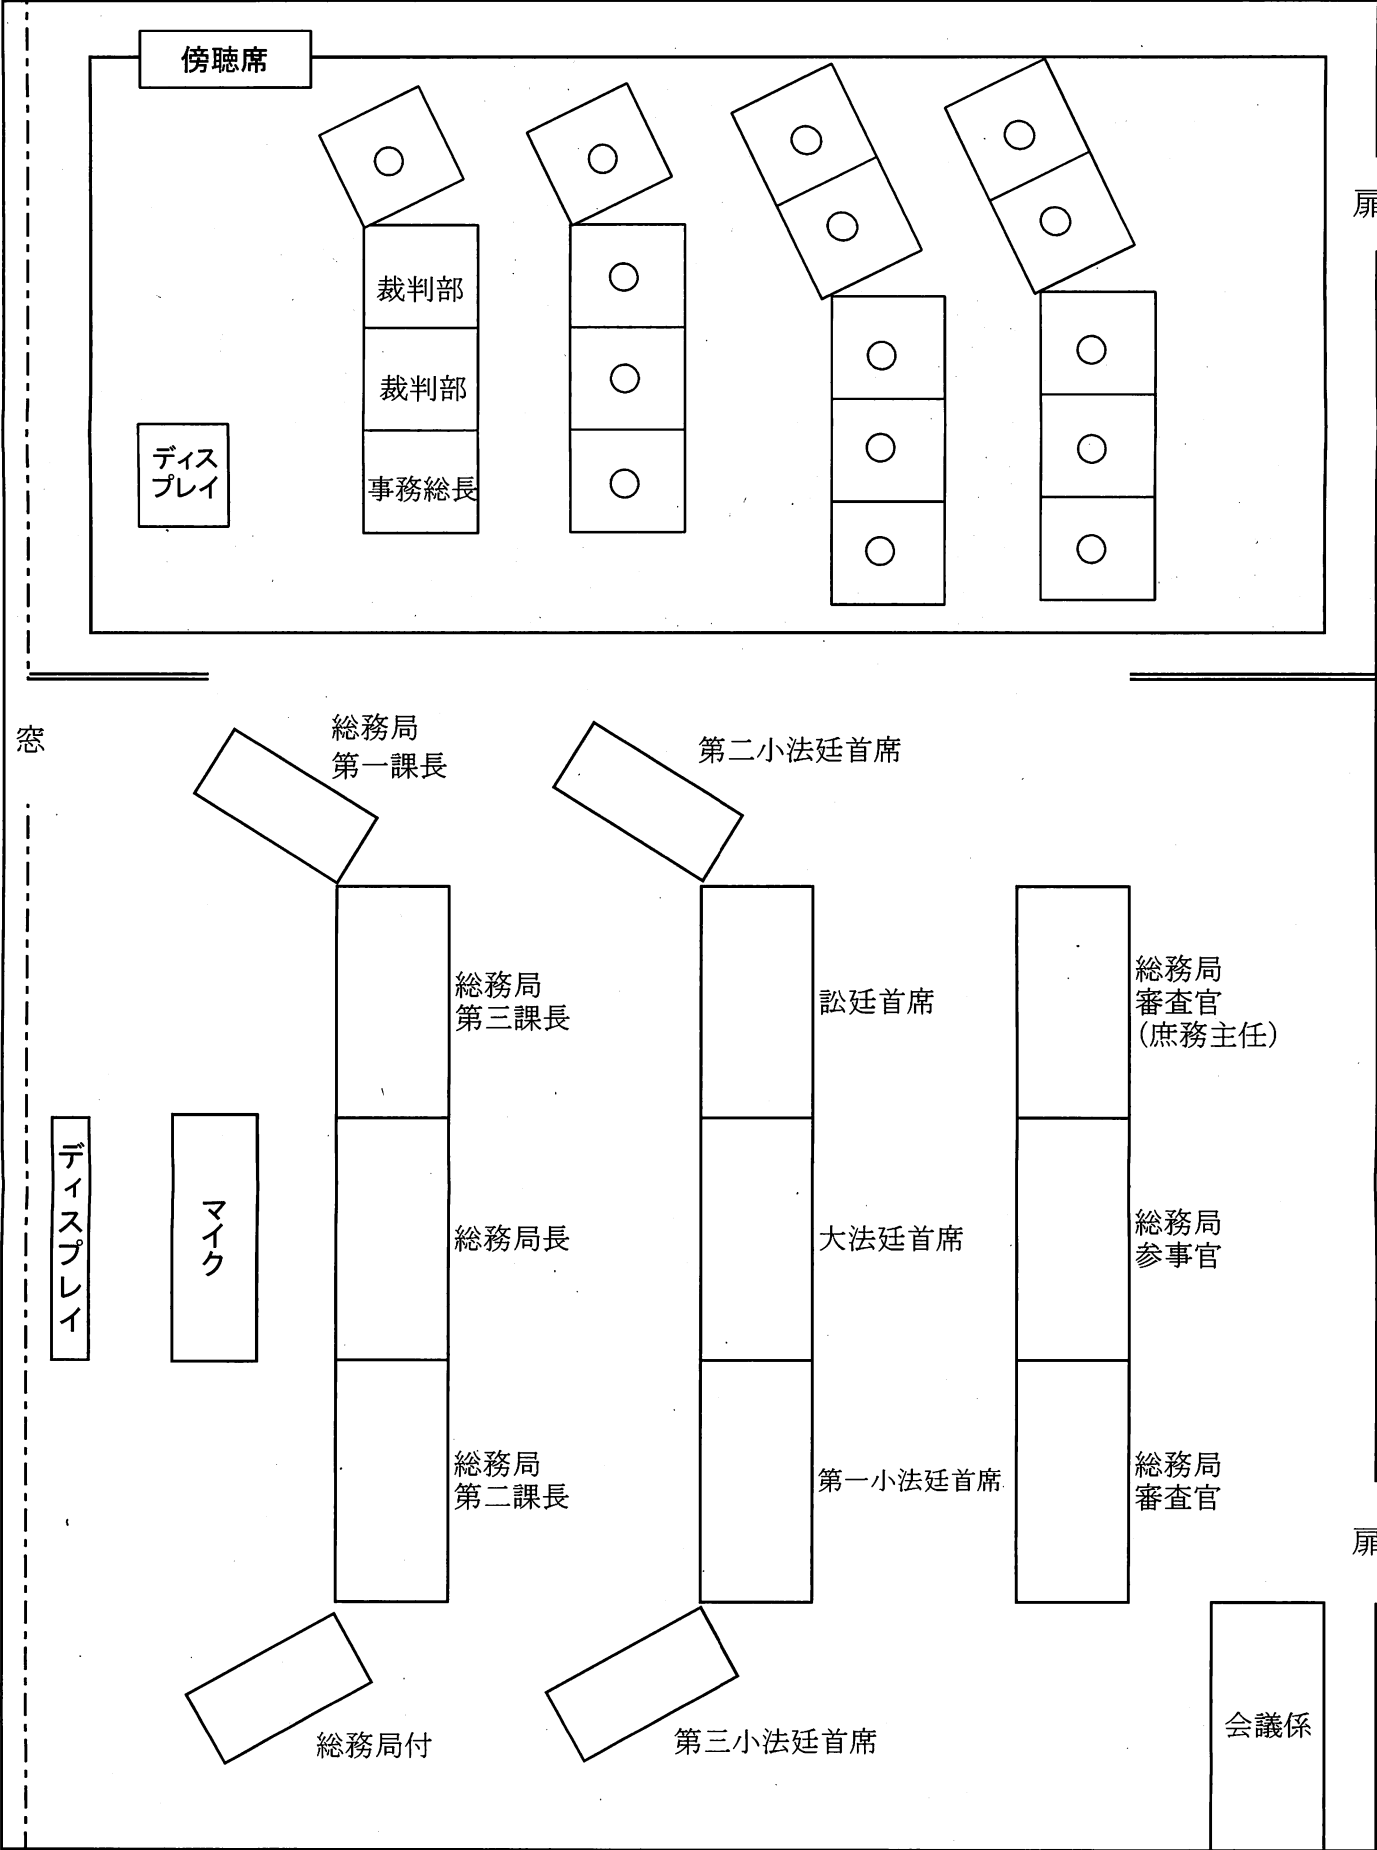 傍聴席
扉
裁判部
裁判部
事務総長
ディス
プレイ
窓
総務局
第一課長
第二小法廷首席
総務局
第三課長
訟廷首席
総務局
審査官
(庶務主任)
ディスプレイ
マイク
総務局長
大法廷首席
総務局
参事官
総務局
第二課長
第一小法廷首席
総務局
審査官
扉
総務局付
第三小法廷首席
会議係